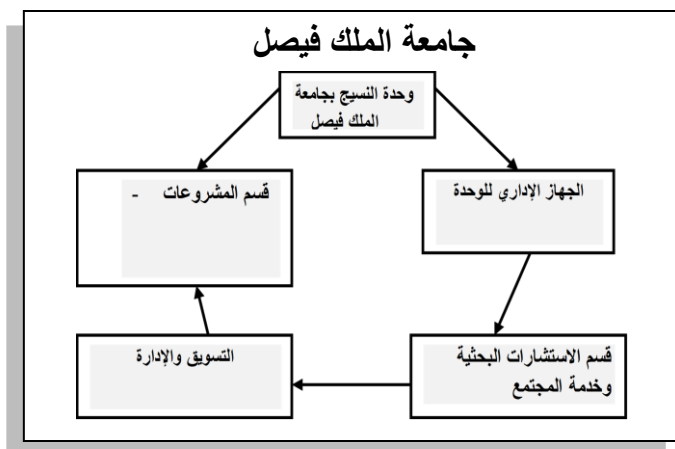 جامعة الملك فيصل
وحدة النسيج بجامعة
الملك فيصل
الجهاز الإداري للوحدة
قسم المشروعات -
قسم الاستشارات البحثية
وخدمة المجتمع
التسويق والإدارة